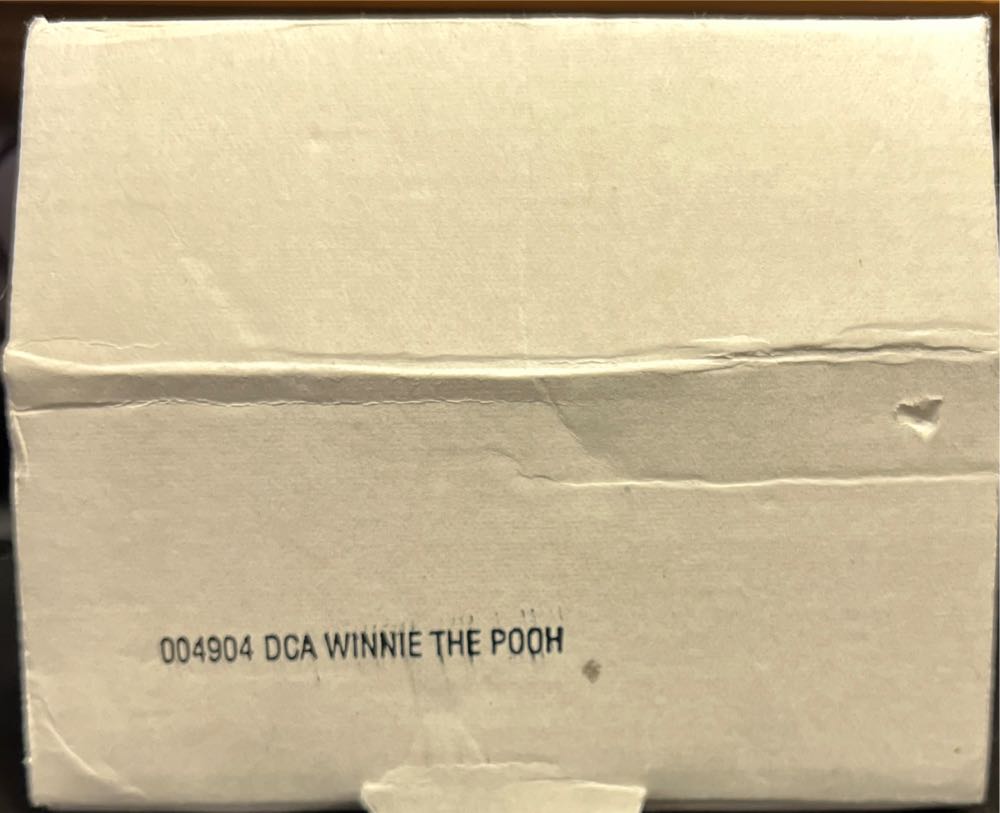 004904 DCA WINNIE THE POOH